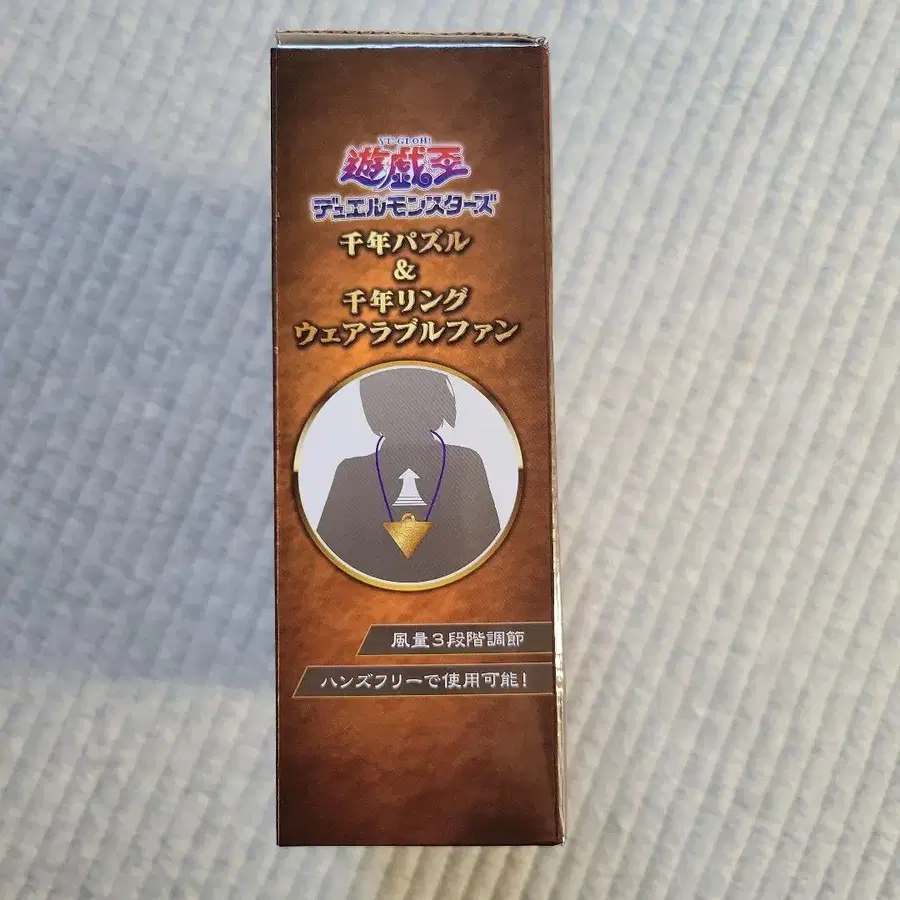 YU-GI-OH!
遊戯王
デュエルモンスターズ
千年パズル
&
千年リング
ウェアラブルファン
風量3段階調節
ハンズフリーで使用可能!